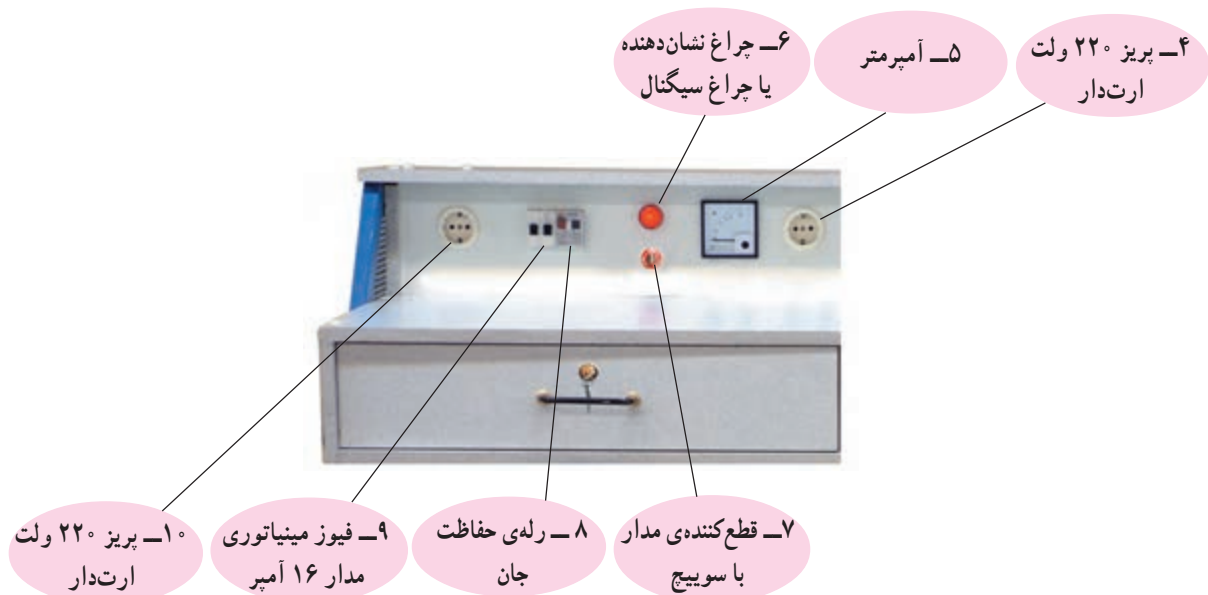 ۴ــ پریز ۲۲۰ ولت
ارت‌دار
۵ــ آمپرمتر
۶ــ چراغ نشان‌دهنده
یا چراغ سیگنال
۷ــ قطع‌کننده‌ی مدار
با سوییچ
۸ ــ رله‌ی حفاظت
جان
۹ــ فیوز مینیاتوری
مدار ۱۶ آمپر
۱۰ــ پریز ۲۲۰ ولت
ارت‌دار